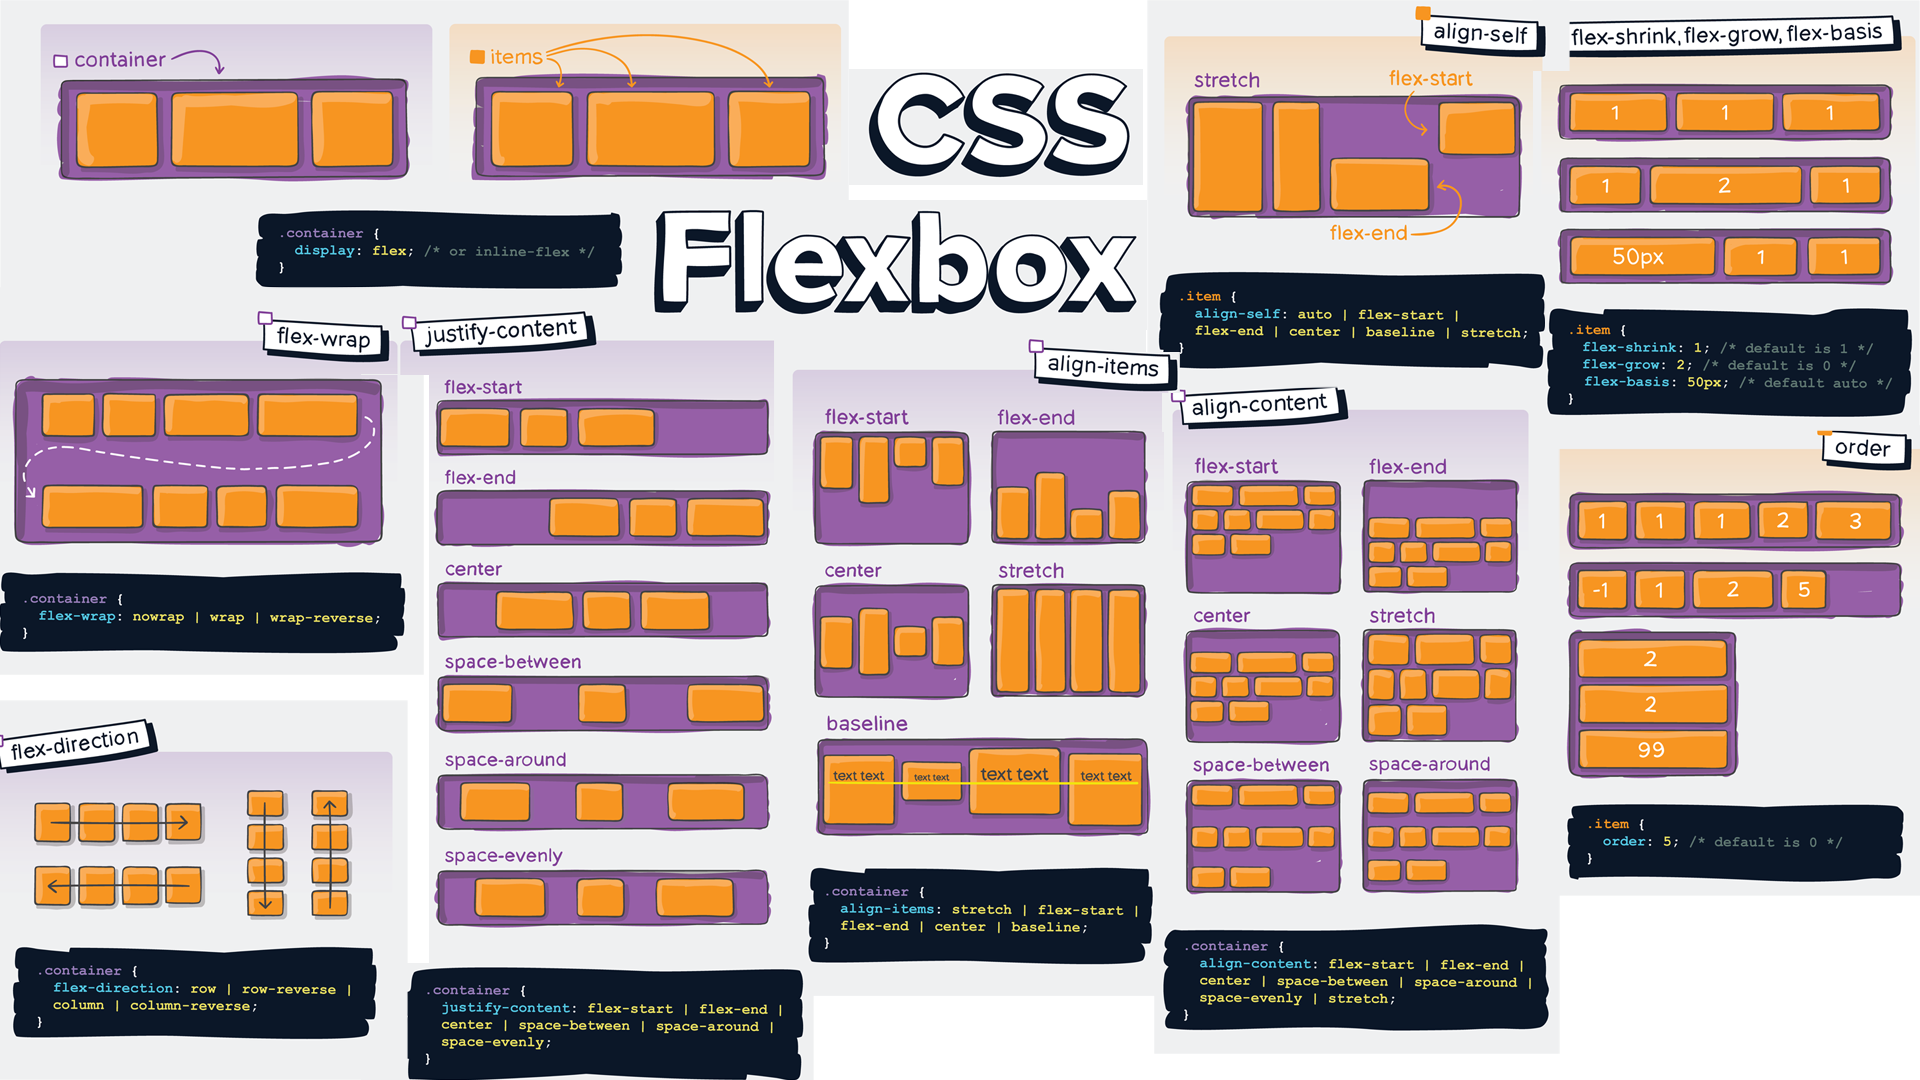 container
items
CSS
Flexbox
.container {
display: flex; /* or inline-flex */
}
flex-wrap
.container {
flex-wrap: nowrap | wrap | wrap-reverse;
}
flex-direction
.container {
flex-direction: row | row-reverse |
column | column-reverse;
}
justify-content
flex-start
flex-end
center
space-between
space-around
space-evenly
.container {
justify-content: flex-start | flex-end |
center | space-between | space-around |
space-evenly;
}
align-items
flex-start
flex-end
center
stretch
baseline
text text
text text
text text
text text
.container {
align-items: stretch | flex-start |
flex-end | center | baseline;
}
align-self
stretch
flex-start
flex-end
.item {
align-self: auto | flex-start |
flex-end | center | baseline | stretch;
}
align-content
flex-start
flex-end
center
stretch
space-between
space-around
.container {
align-content: flex-start | flex-end |
center | space-between | space-around |
space-evenly | stretch;
}
flex-shrink, flex-grow, flex-basis
1 1 1
1 2 1
50px 1 1
.item {
flex-shrink: 1; /* default is 1 */
flex-grow: 2; /* default is 0 */
flex-basis: 50px; /* default auto */
}
order
1 1 1 2 3
-1 1 2 5
2
2
99
.item {
order: 5; /* default is 0 */
}